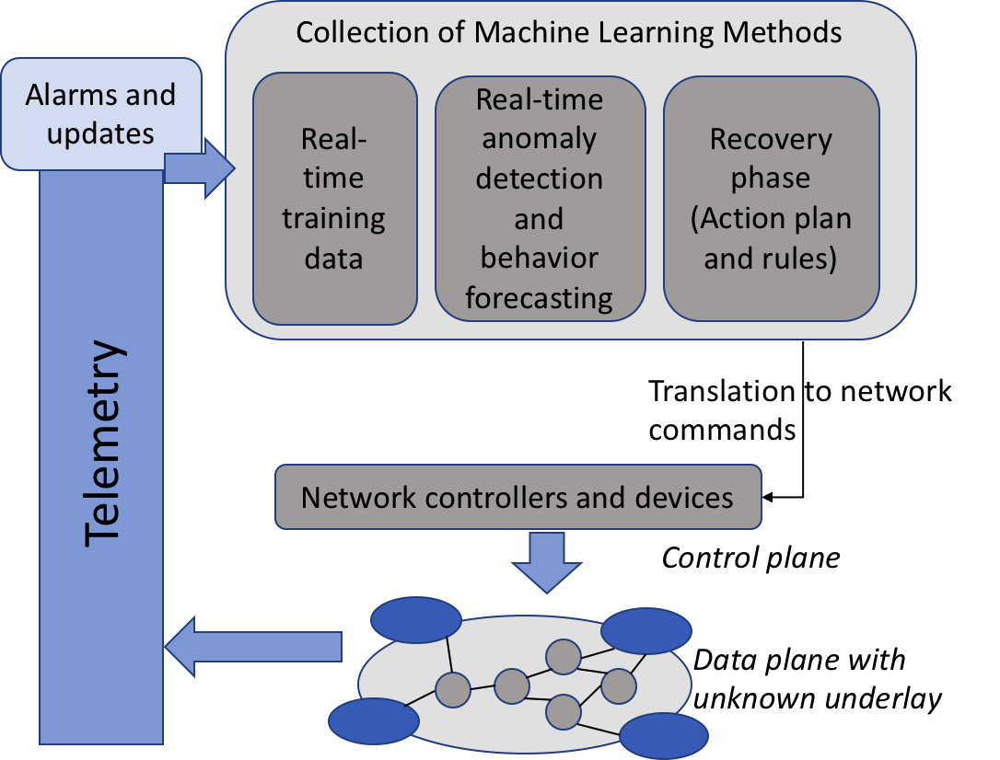 Collection of Machine Learning Methods
Alarms and
updates
Real-
time
training
data
Real-time
anomaly
detection
and
behavior
forecasting
Recovery
phase
(Action plan
and rules)
Telemetry
Translation to network
commands
Network controllers and devices
Control plane
Data plane with
unknown underlay